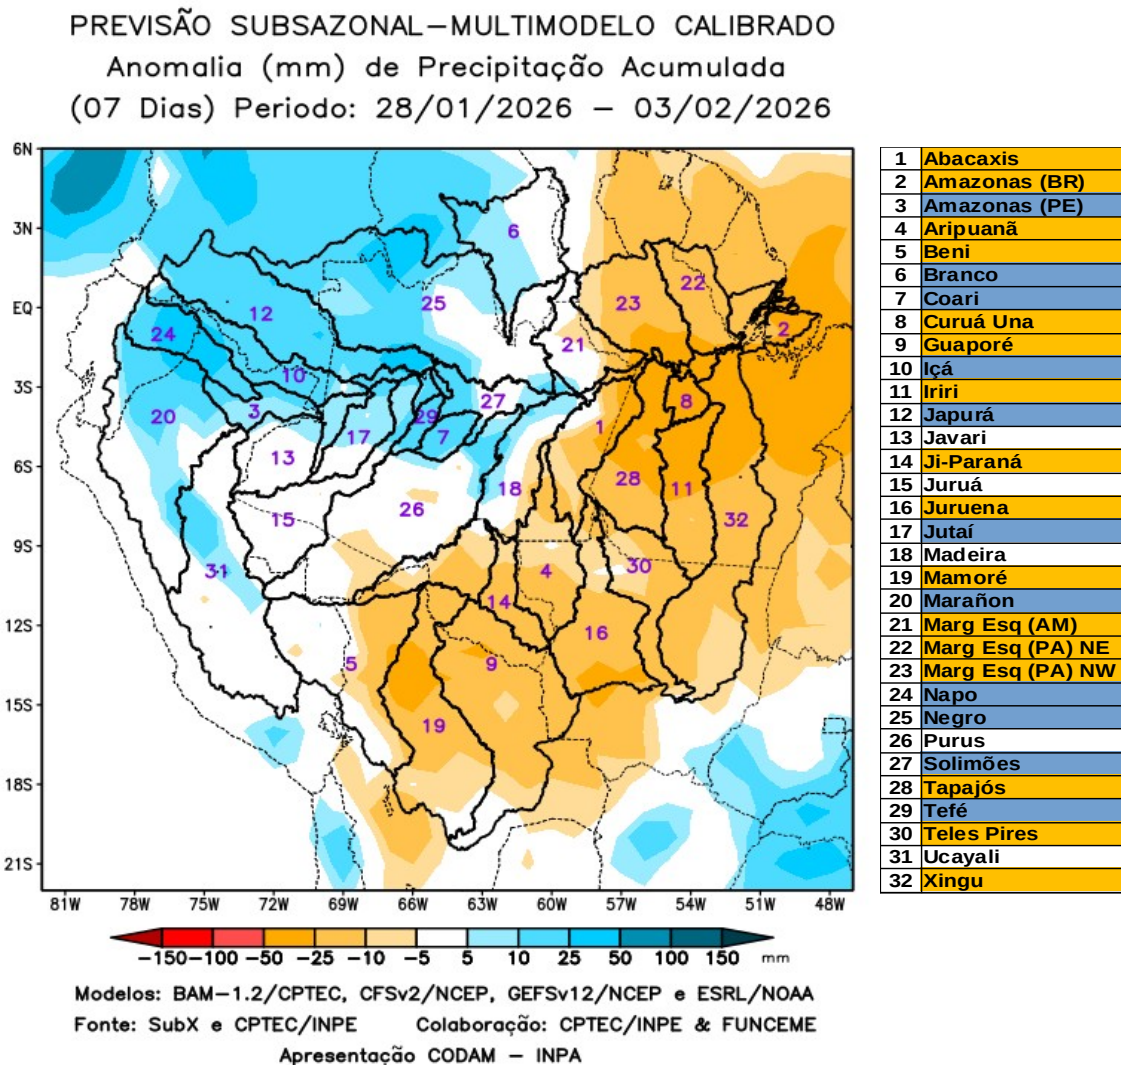 PREVISÃO SUBSAZONAL–MULTIMODELO CALIBRADO
Anomalia (mm) de Precipitação Acumulada
(07 Dias) Periodo: 28/01/2026 – 03/02/2026
6N
3N
EQ
3S
6S
9S
12S
15S
18S
21S
81W 78W 75W 72W 69W 66W 63W 60W 57W 54W 51W 48W
6
22
25
23
12
2
24
21
10
27
8
3
20
29
1
17
7
13
28
11
18
26
15
32
30
31
4
14
16
5
9
19
1 Abacaxis
2 Amazonas (BR)
3 Amazonas (PE)
4 Aripuanã
5 Beni
6 Branco
7 Coari
8 Curuá Una
9 Guaporé
10 Içá
11 Iriri
12 Japurá
13 Javari
14 Ji-Paraná
15 Juruá
16 Juruena
17 Jutaí
18 Madeira
19 Mamoré
20 Marañon
21 Marg Esq (AM)
22 Marg Esq (PA) NE
23 Marg Esq (PA) NW
24 Napo
25 Negro
26 Purus
27 Solimões
28 Tapajós
29 Tefé
30 Teles Pires
31 Ucayali
32 Xingu
−150 −100 −50 −25 −10 −5 5 10 25 50 100 150 mm
Modelos: BAM–1.2/CPTEC, CFSv2/NCEP, GEFSv12/NCEP e ESRL/NOAA
Fonte: SubX e CPTEC/INPE Colaboração: CPTEC/INPE & FUNCEME
Apresentação CODAM – INPA